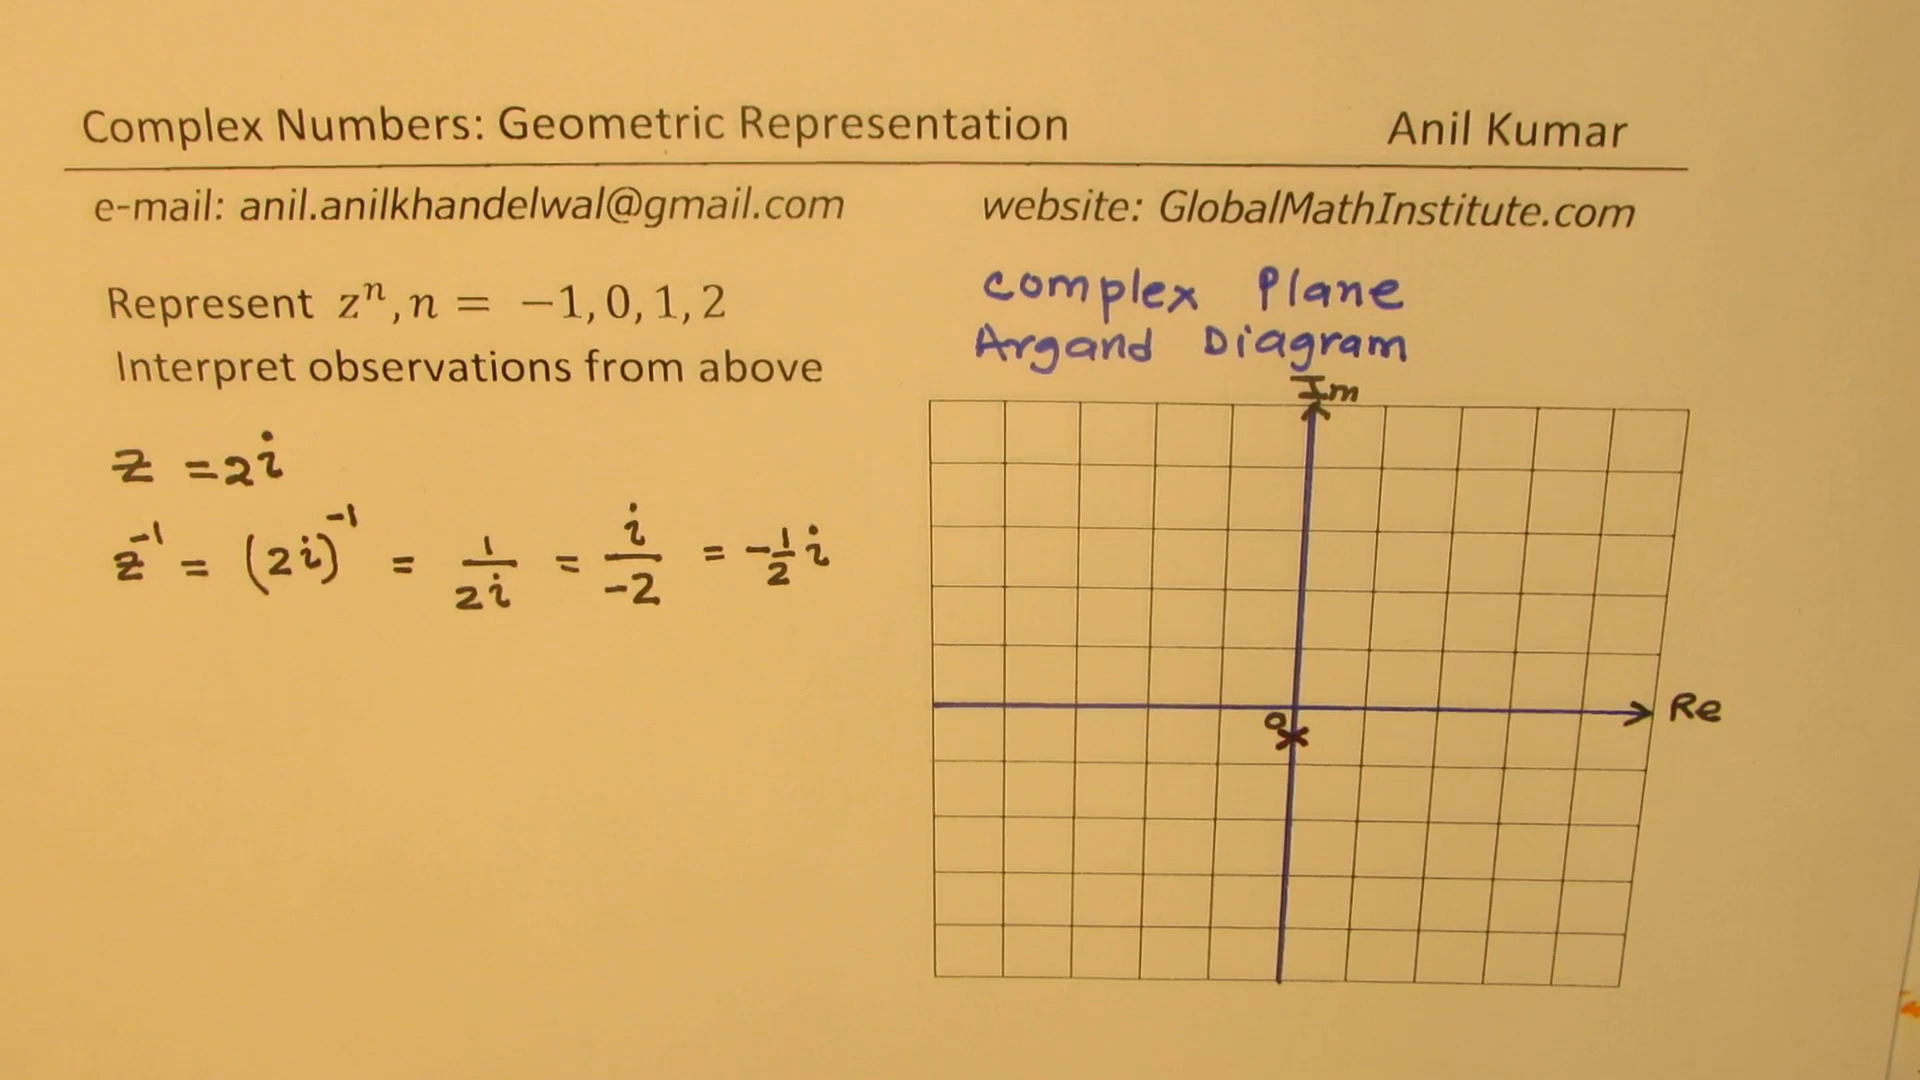 Complex Numbers: Geometric Representation Anil Kumar
e-mail: anil.anilkhandelwal@gmail.com website: GlobalMathInstitute.com
Represent zⁿ, n = −1, 0, 1, 2
Interpret observations from above
z = 2i
z⁻¹ = (2i)⁻¹ = 1/2i = i/-2 = -1/2 i
Complex Plane
Argand Diagram
Im
Re
O